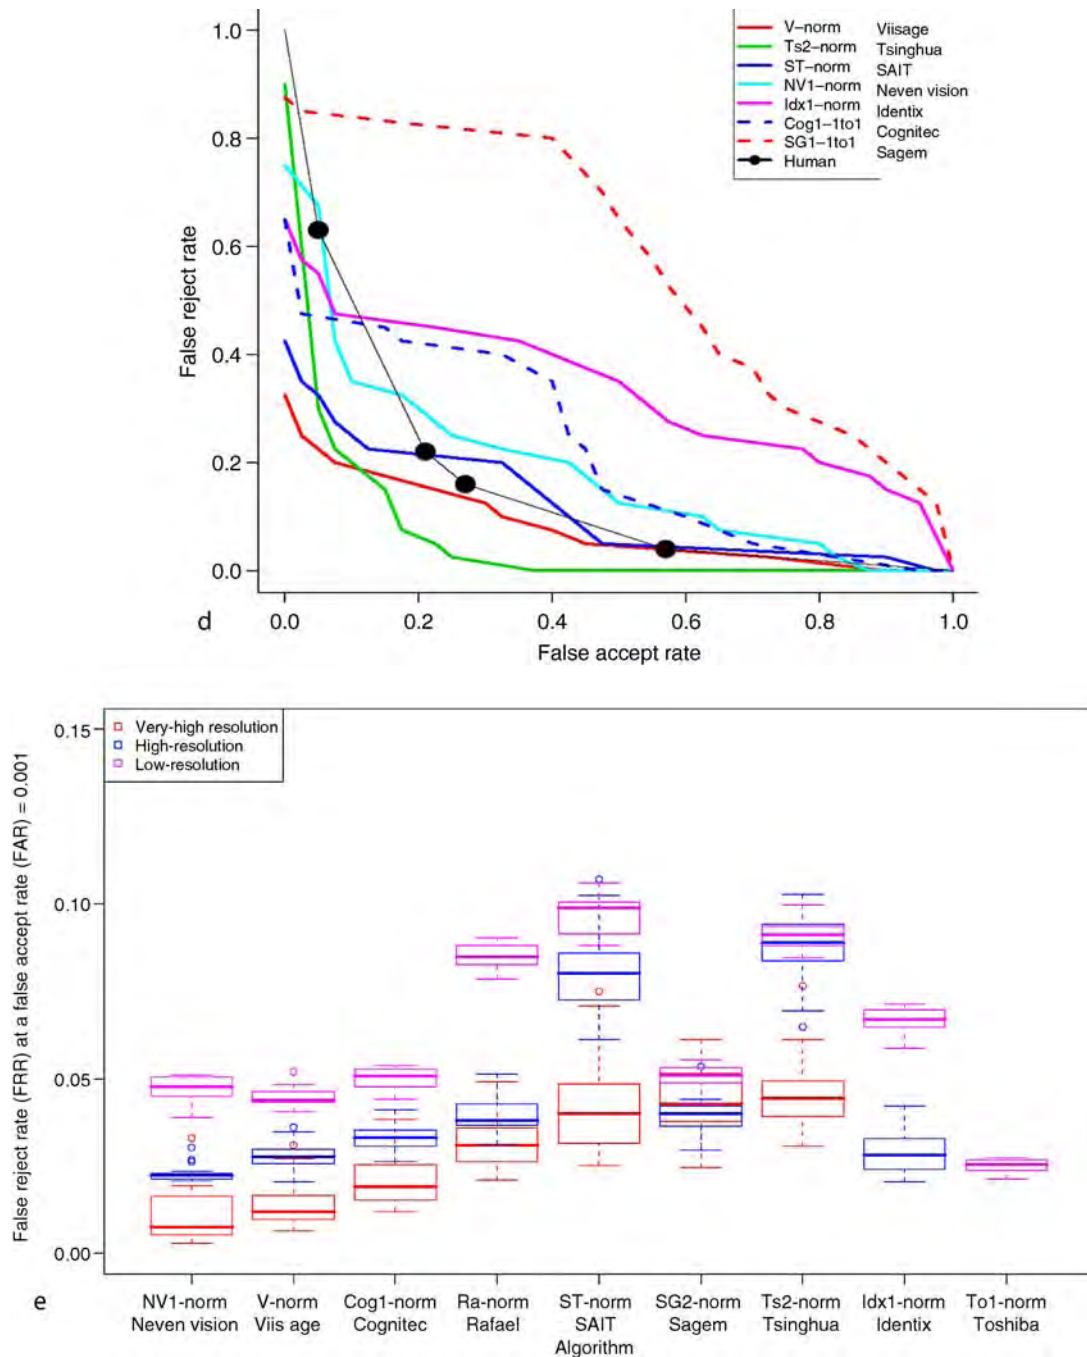 1.0
0.8
0.6
0.4
0.2
0.0
False reject rate
V–norm Viisage
Ts2–norm Tsinghua
ST–norm SAIT
NV1–norm Neven vision
Idx1–norm Identix
Cog1–1to1 Cognitec
SG1–1to1 Sagem
Human
d
0.0 0.2 0.4 0.6 0.8 1.0
False accept rate
False reject rate (FRR) at a false accept rate (FAR) = 0.001
0.15
0.10
0.05
0.00
Very-high resolution
High-resolution
Low-resolution
e
NV1-norm V-norm Cog1-norm Ra-norm ST-norm SG2-norm Ts2-norm Idx1-norm To1-norm
Neven vision Viis age Cognitec Rafael SAIT Sagem Tsinghua Identix Toshiba
Algorithm